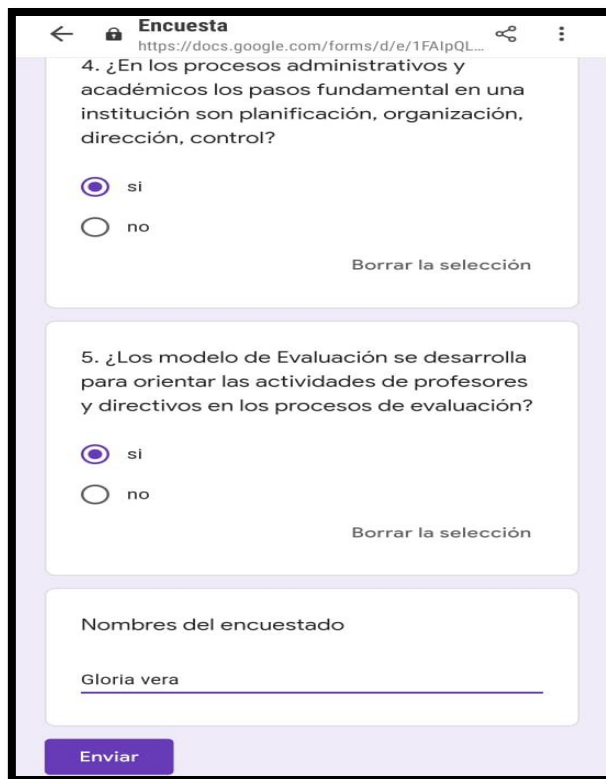 Encuesta
https://docs.google.com/forms/d/e/1FAIpQL...
4. ¿En los procesos administrativos y
académicos los pasos fundamental en una
institución son planificación, organización,
dirección, control?
si
no
Borrar la selección
5. ¿Los modelo de Evaluación se desarrolla
para orientar las actividades de profesores
y directivos en los procesos de evaluación?
si
no
Borrar la selección
Nombres del encuestado
Gloria vera
Enviar